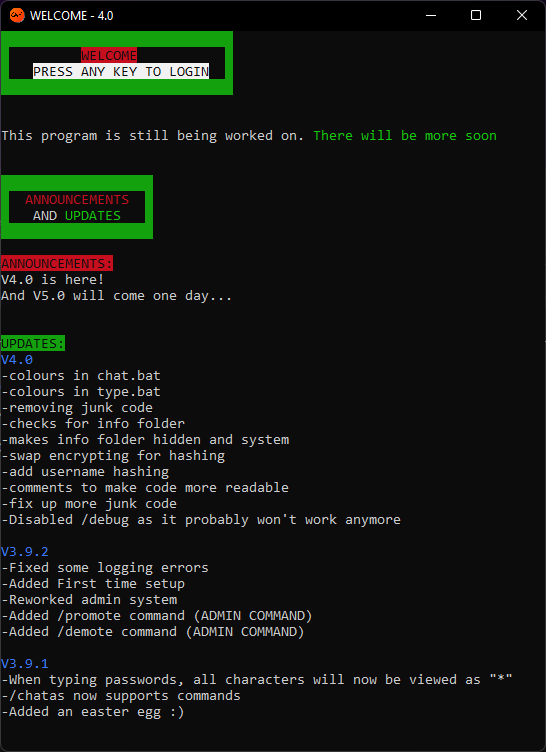 WELCOME - 4.0
WELCOME
PRESS ANY KEY TO LOGIN
This program is still being worked on. There will be more soon
ANNOUNCEMENTS
AND UPDATES
ANNOUNCEMENTS:
V4.0 is here!
And V5.0 will come one day...
UPDATES:
V4.0
-colours in chat.bat
-colours in type.bat
-removing junk code
-checks for info folder
-makes info folder hidden and system
-swap encrypting for hashing
-add username hashing
-comments to make code more readable
-fix up more junk code
-Disabled /debug as it probably won't work anymore
V3.9.2
-Fixed some logging errors
-Added First time setup
-Reworked admin system
-Added /promote command (ADMIN COMMAND)
-Added /demote command (ADMIN COMMAND)
V3.9.1
-When typing passwords, all characters will now be viewed as "*"
-/chatas now supports commands
-Added an easter egg :)